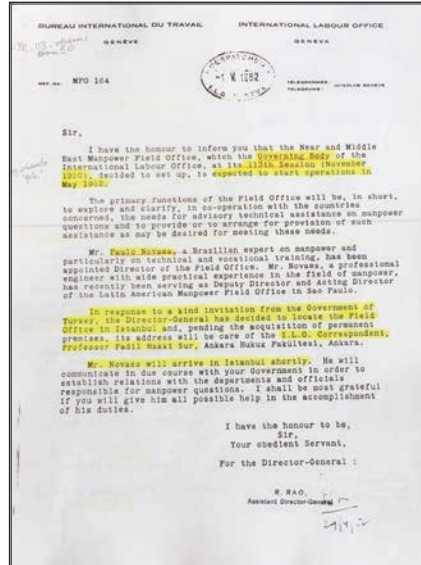 BUREAU INTERNATIONAL DU TRAVAIL INTERNATIONAL LABOUR OFFICE
GENÈVE GENEVA
MFO 164
Sir,
I have the honour to inform you that the Near and Middle
East Manpower Field Office, which the Governing Body of the
International Labour Office, at its 113th Session (November
1950), decided to set up, is expected to start operations in
May 1952.
The primary functions of the Field Office will be, in short,
to explore and clarify, in co-operation with the countries
concerned, the needs for advisory technical assistance on manpower
questions and to provide or to arrange for provision of such
assistance as may be desired for meeting these needs.
Mr. Paulo Novaes, a Brazilian expert on manpower and
particularly on technical and vocational training, has been
appointed Director of the Field Office. Mr. Novaes, a professional
engineer with wide practical experience in the field of manpower,
has recently been serving as Deputy Director and Acting Director
of the Latin American Manpower Field Office in Sao Paulo.
In response to a kind invitation from the Government of
Turkey, the Director-General has decided to locate the Field
Office in Istanbul and, pending the acquisition of permanent
premises, its address will be care of the I.L.O. Correspondent,
Professor Fadil Hakki Sur, Ankara Hukuk Fakültesi, Ankara.
Mr. Novaes will arrive in Istanbul shortly. He will
communicate in due course with your Government in order to
establish relations with the departments and officials
responsible for manpower questions. I shall be most grateful
if you will give him all possible help in the accomplishment
of his duties.
I have the honour to be,
Sir,
Your obedient Servant,
For the Director-General :
R. RAO,
Assistant Director-General